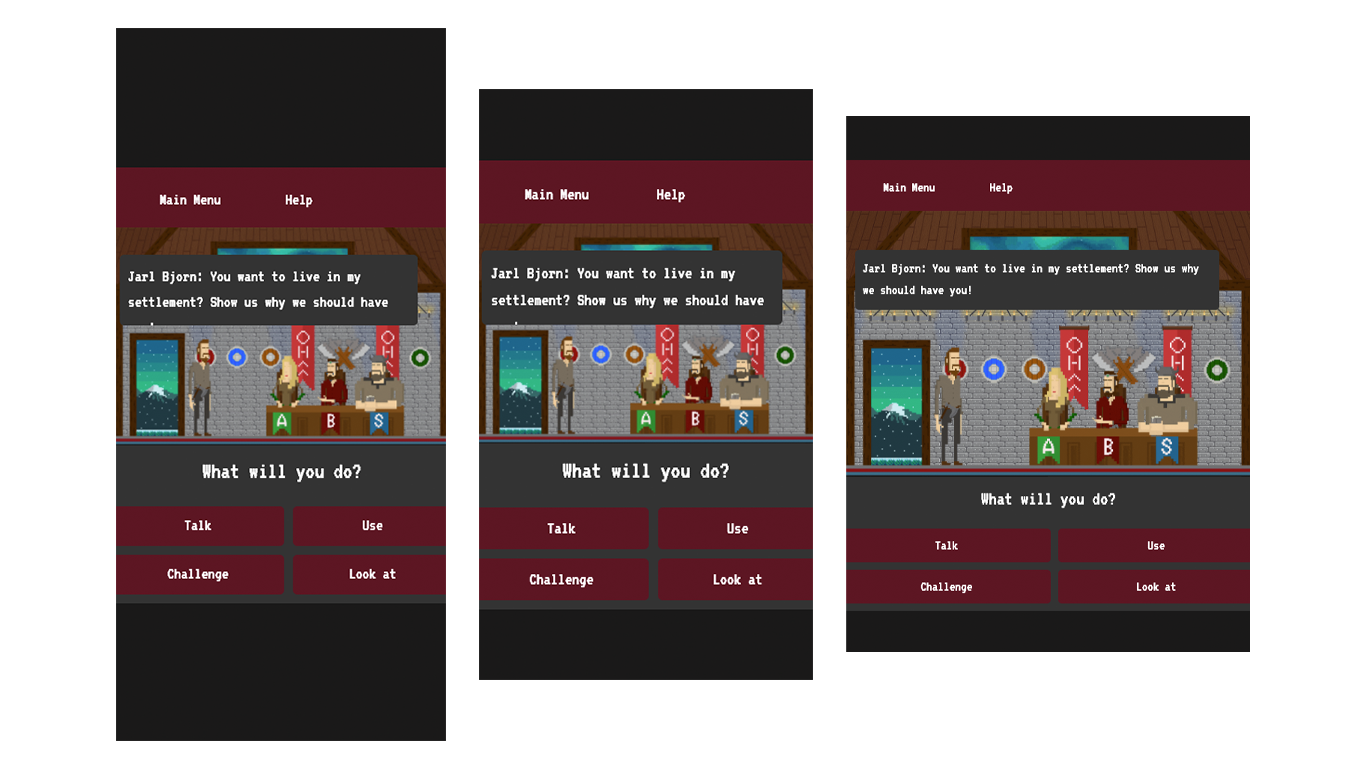 Main Menu Help
Jarl Bjorn: You want to live in my
settlement? Show us why we should have
A B S
What will you do?
Talk Use
Challenge Look at
Main Menu Help
Jarl Bjorn: You want to live in my
settlement? Show us why we should have
A B S
What will you do?
Talk Use
Challenge Look at
Main Menu Help
Jarl Bjorn: You want to live in my settlement? Show us why
we should have you!
A B S
What will you do?
Talk Use
Challenge Look at